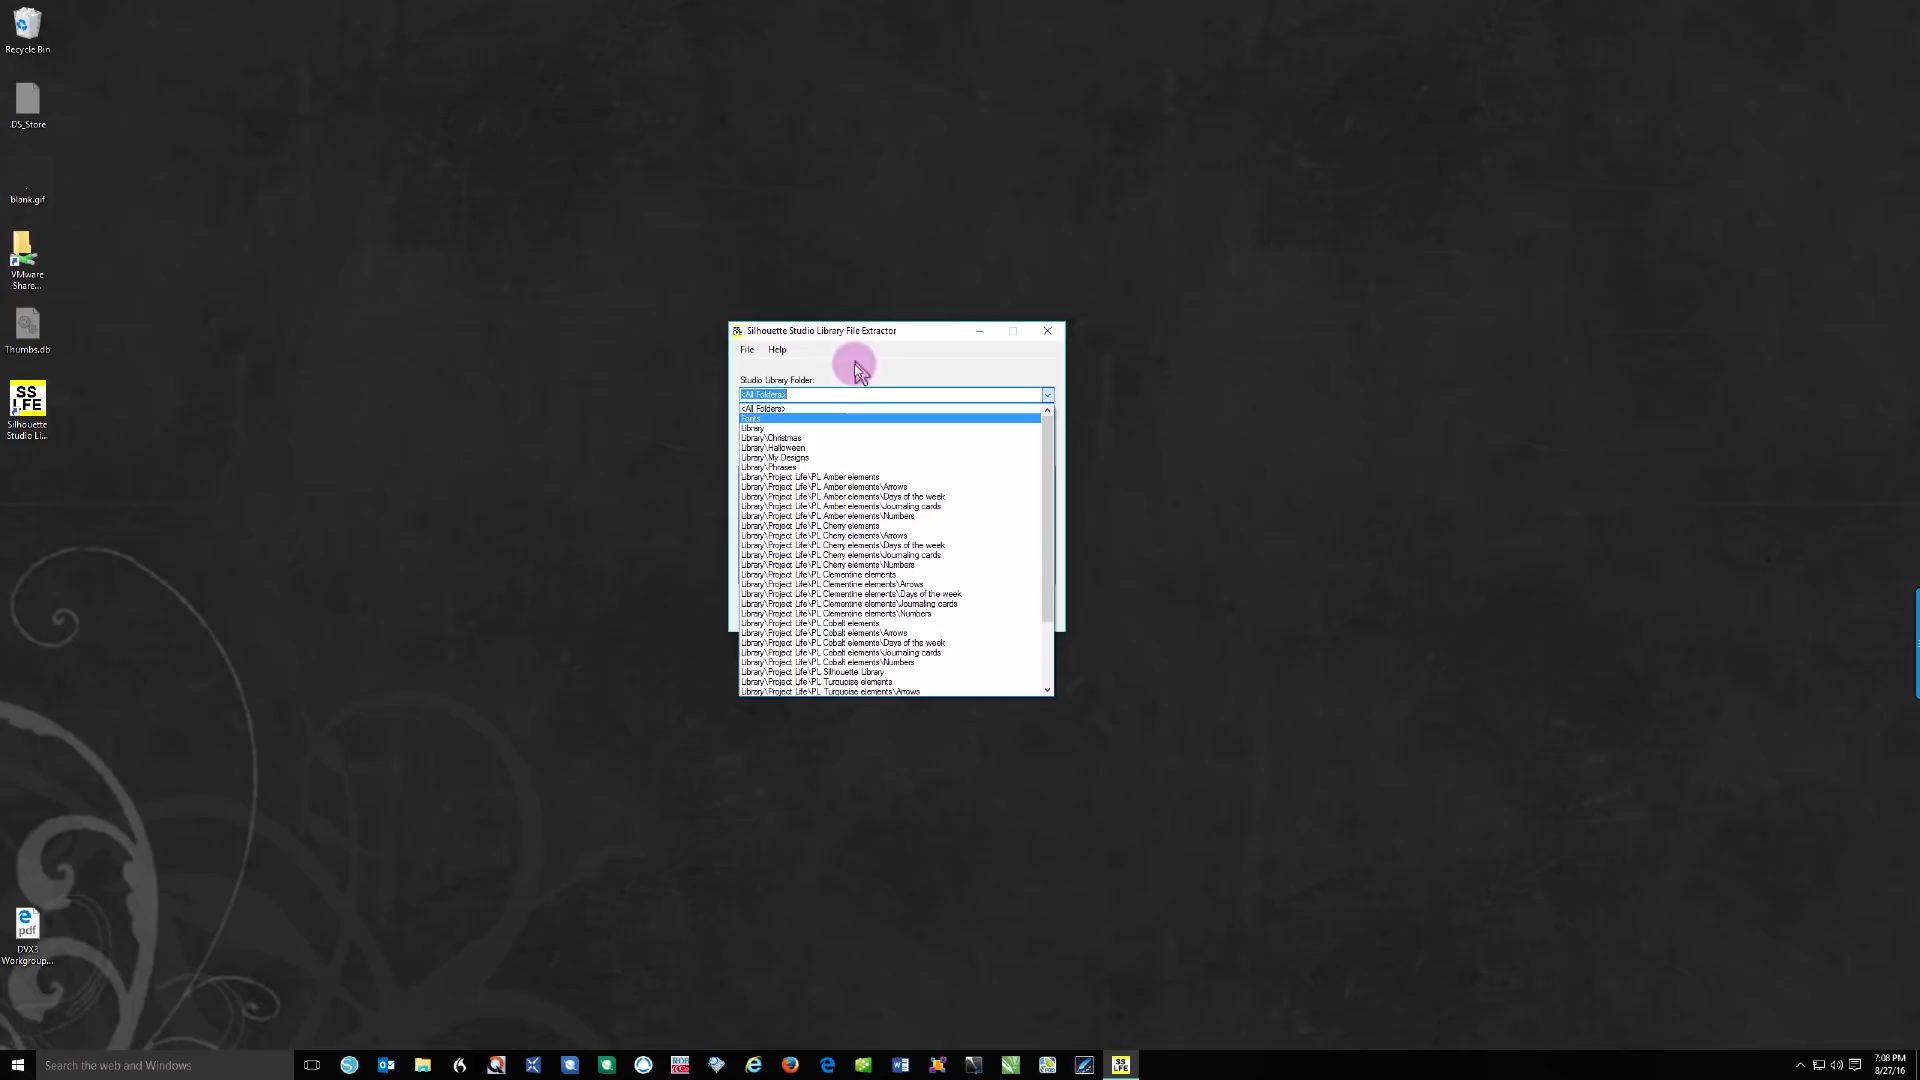 Recycle Bin
.DS_Store
blank.gif
VMware
Share...
Thumbs.db
SS
LFE
Silhouette
Studio Li...
pdf
DVX3
Workgroup...
Silhouette Studio Library File Extractor
File Help
Studio Library Folder:
<All Folders>
<All Folders>
Fonts
Library
Library\Christmas
Library\Halloween
Library\My Designs
Library\Phrases
Library\Project Life\PL Amber elements
Library\Project Life\PL Amber elements\Arrows
Library\Project Life\PL Amber elements\Days of the week
Library\Project Life\PL Amber elements\Journaling cards
Library\Project Life\PL Amber elements\Numbers
Library\Project Life\PL Cherry elements
Library\Project Life\PL Cherry elements\Arrows
Library\Project Life\PL Cherry elements\Days of the week
Library\Project Life\PL Cherry elements\Journaling cards
Library\Project Life\PL Cherry elements\Numbers
Library\Project Life\PL Clementine elements
Library\Project Life\PL Clementine elements\Arrows
Library\Project Life\PL Clementine elements\Days of the week
Library\Project Life\PL Clementine elements\Journaling cards
Library\Project Life\PL Clementine elements\Numbers
Library\Project Life\PL Cobalt elements
Library\Project Life\PL Cobalt elements\Arrows
Library\Project Life\PL Cobalt elements\Days of the week
Library\Project Life\PL Cobalt elements\Journaling cards
Library\Project Life\PL Cobalt elements\Numbers
Library\Project Life\PL Silhouette Library
Library\Project Life\PL Turquoise elements
Library\Project Life\PL Turquoise elements\Arrows
Search the web and Windows
SS
LFE
7:08 PM
8/27/16